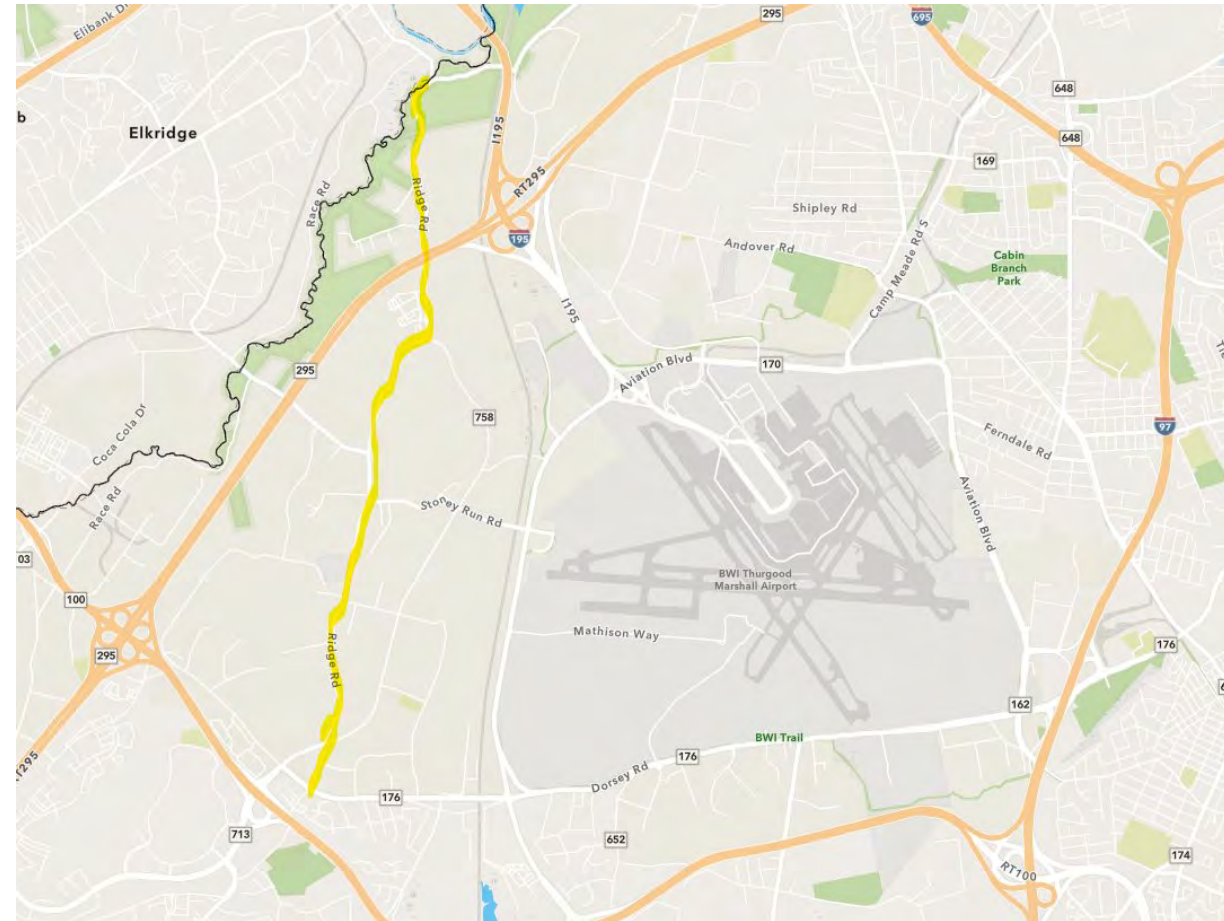 Elibank Dr
295
695
648
b
Elkridge
I195
648
169
Race Rd
RT295
Ridge Rd
Shipley Rd
195
Andover Rd
Camp Meade Rd S
Cabin
Branch
Park
I195
295
Aviation Blvd
170
Coca Cola Dr
758
Ferndale Rd
97
Race Rd
Stoney Run Rd
Aviation Blvd
03
BWI Thurgood
Marshall Airport
100
Mathison Way
295
Ridge Rd
176
162
RT295
BWI Trail
176
Dorsey Rd
176
713
652
174
RT100